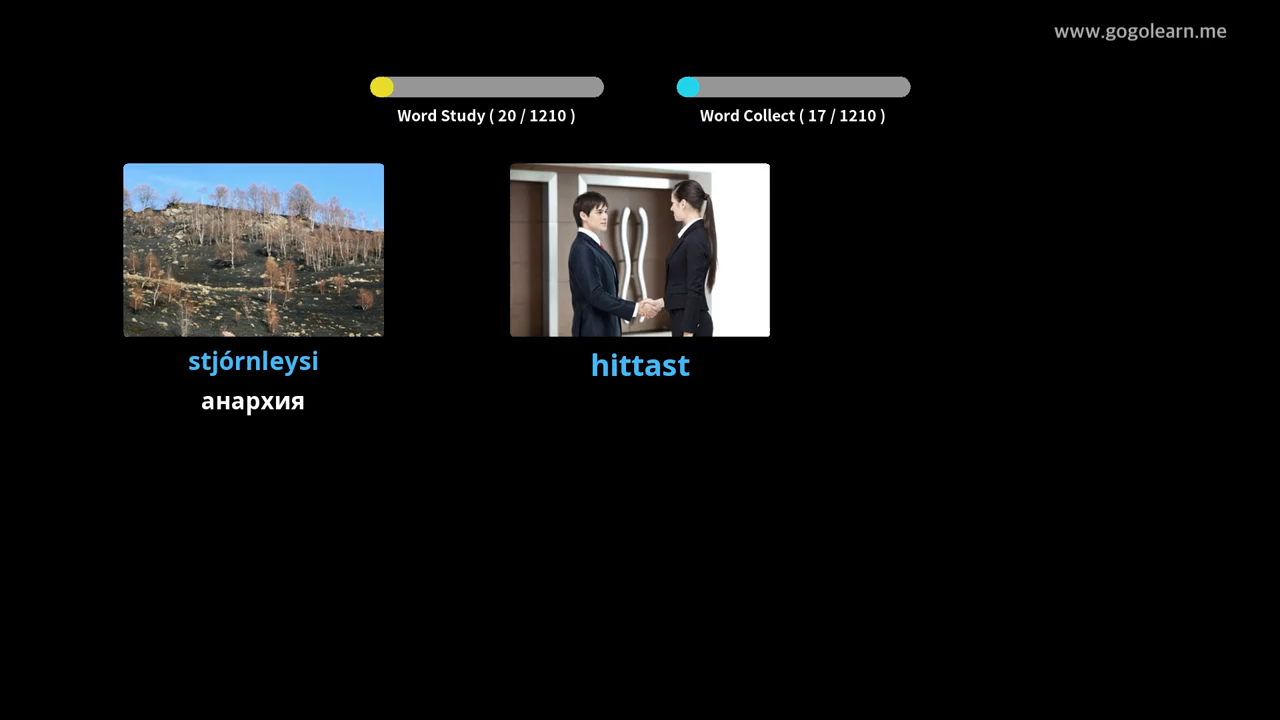 www.gogolearn.me
Word Study ( 20 / 1210 )
Word Collect ( 17 / 1210 )
stjórnleysi
анархия
hittast